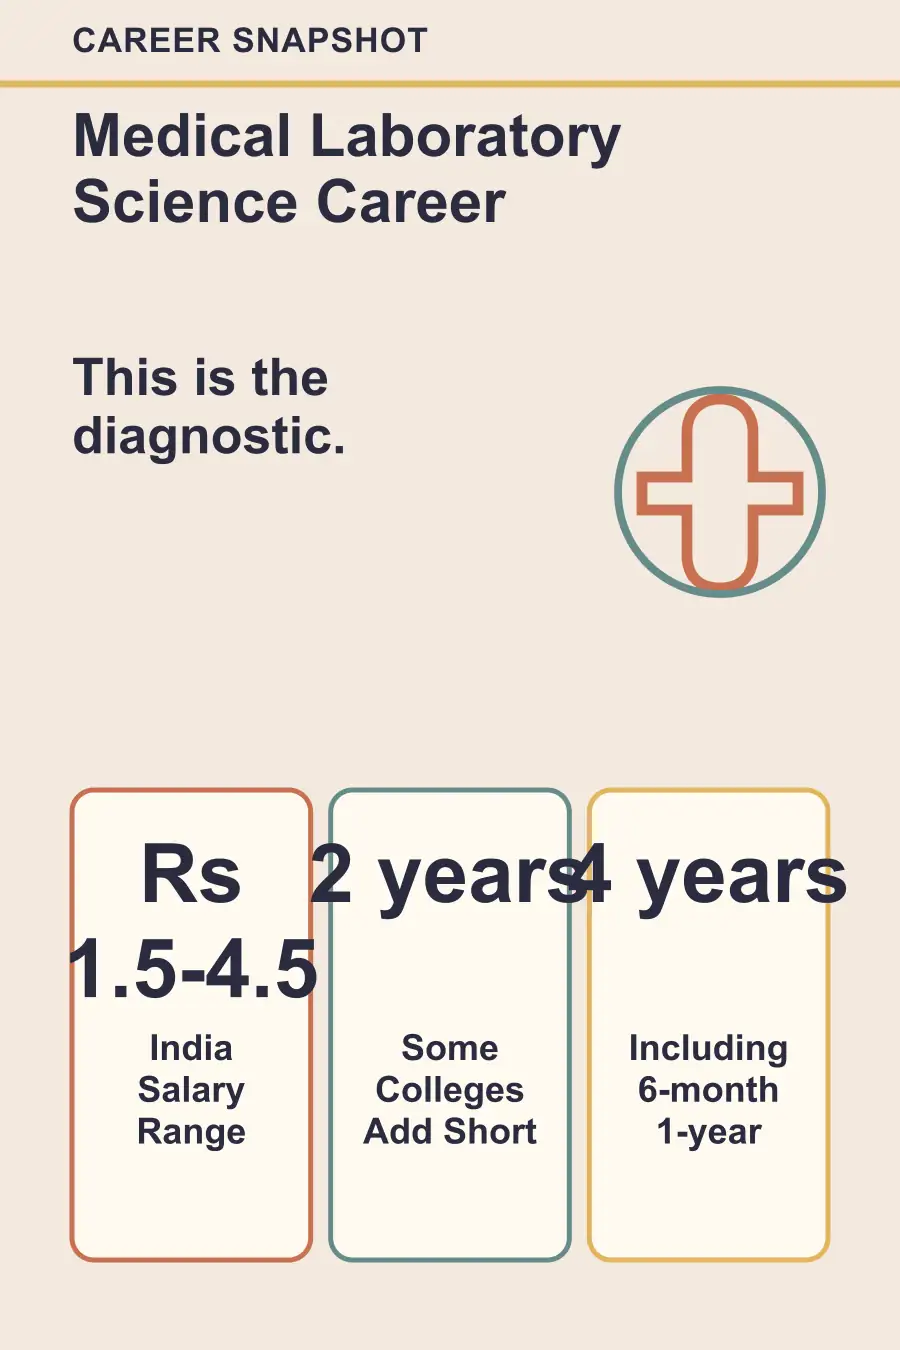 CAREER SNAPSHOT
Medical Laboratory
Science Career
This is the
diagnostic.
Rs
1.5-4.5
India
Salary
Range
2 years
Some
Colleges
Add Short
4 years
Including
6-month
1-year